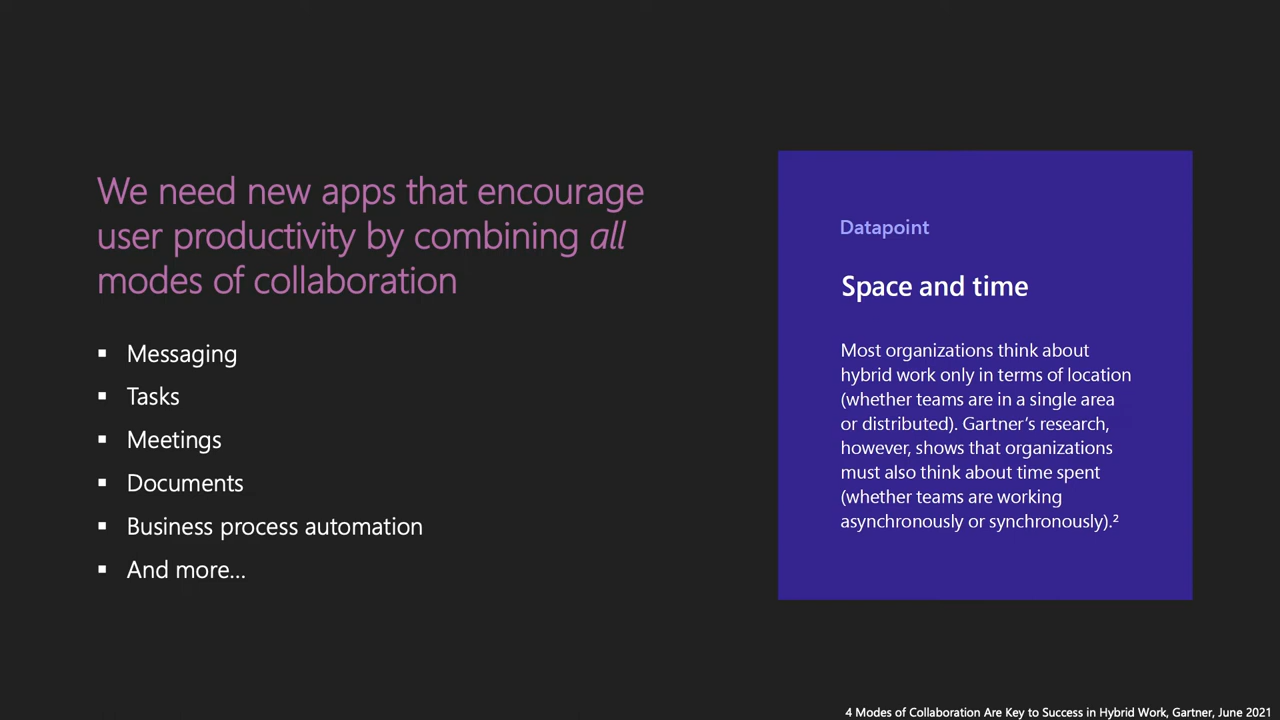 We need new apps that encourage
user productivity by combining all
modes of collaboration
▪ Messaging
▪ Tasks
▪ Meetings
▪ Documents
▪ Business process automation
▪ And more...
Datapoint
Space and time
Most organizations think about
hybrid work only in terms of location
(whether teams are in a single area
or distributed). Gartner’s research,
however, shows that organizations
must also think about time spent
(whether teams are working
asynchronously or synchronously).²
4 Modes of Collaboration Are Key to Success in Hybrid Work, Gartner, June 2021